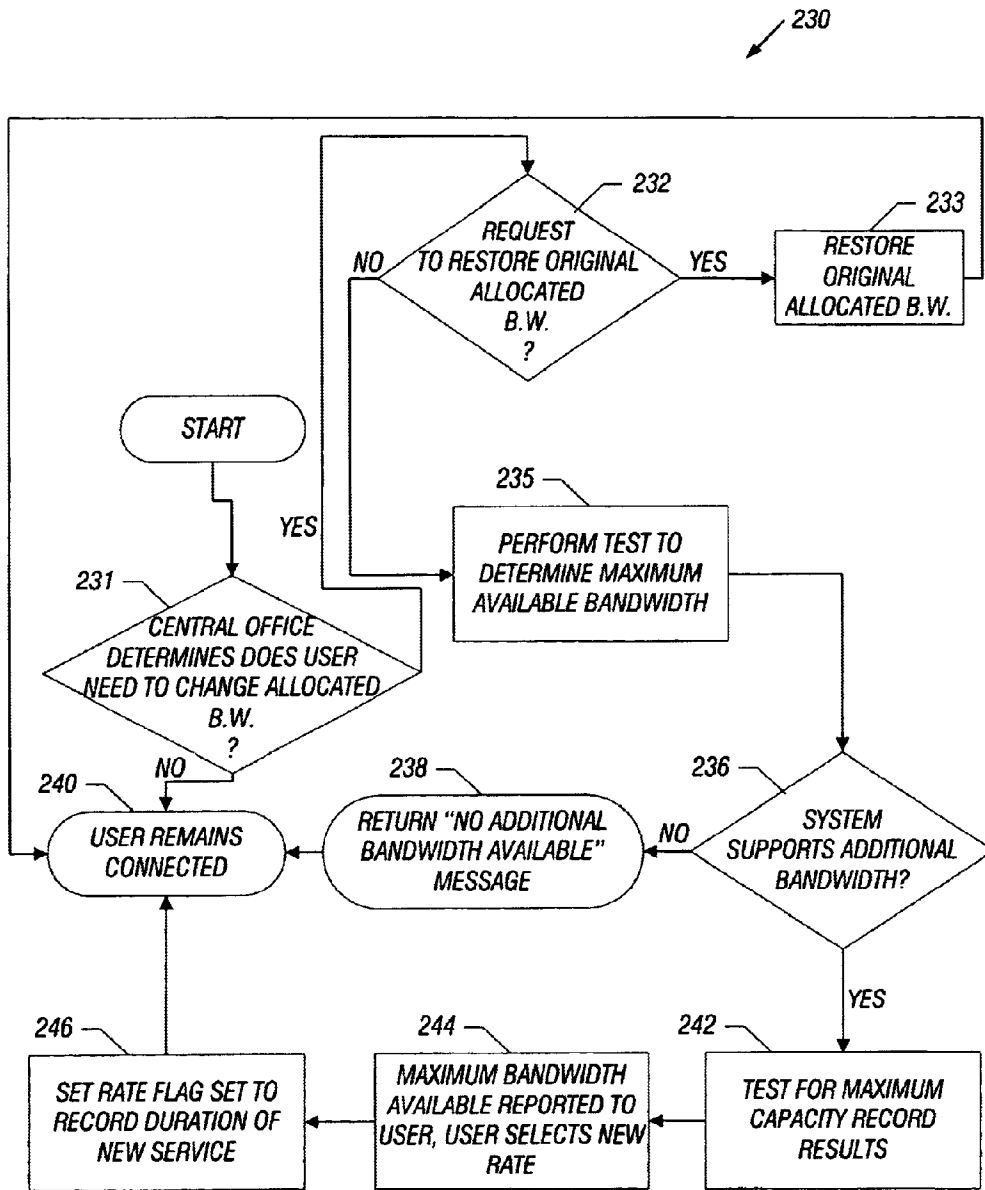 230
232
REQUEST
TO RESTORE ORIGINAL
ALLOCATED
B.W.
?
NO
YES
233
RESTORE
ORIGINAL
ALLOCATED B.W.
START
YES
231
CENTRAL OFFICE
DETERMINES DOES USER
NEED TO CHANGE ALLOCATED
B.W.
?
NO
235
PERFORM TEST TO
DETERMINE MAXIMUM
AVAILABLE BANDWIDTH
236
SYSTEM
SUPPORTS ADDITIONAL
BANDWIDTH?
NO
YES
238
RETURN "NO ADDITIONAL
BANDWIDTH AVAILABLE"
MESSAGE
240
USER REMAINS
CONNECTED
242
TEST FOR MAXIMUM
CAPACITY RECORD
RESULTS
244
MAXIMUM BANDWIDTH
AVAILABLE REPORTED TO
USER, USER SELECTS NEW
RATE
246
SET RATE FLAG SET TO
RECORD DURATION OF
NEW SERVICE